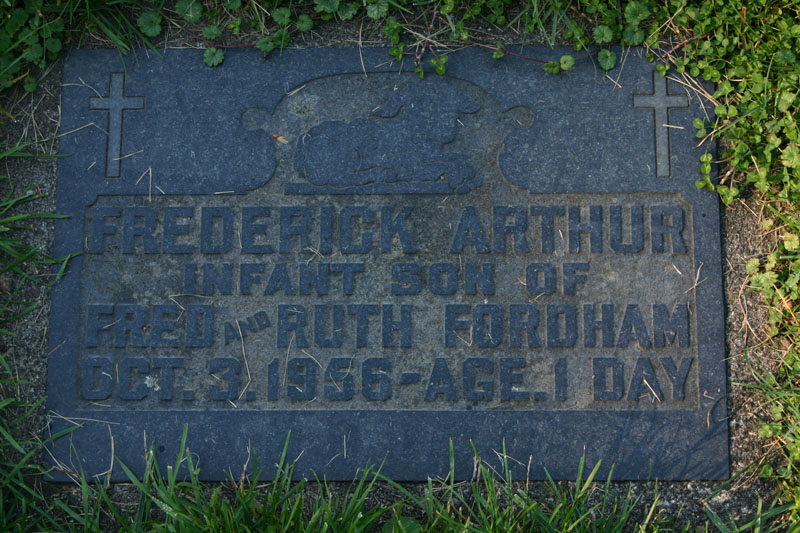 FREDERICK ARTHUR
INFANT SON OF
FRED AND RUTH FORDHAM
OCT. 3. 1956-AGE. 1 DAY